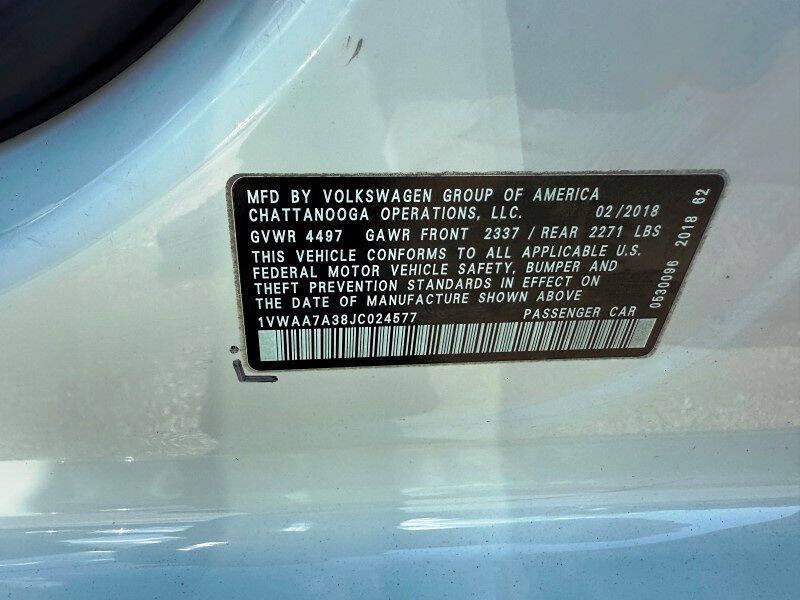 MFD BY VOLKSWAGEN GROUP OF AMERICA
CHATTANOOGA OPERATIONS, LLC. 02/2018
GVWR 4497 GAWR FRONT 2337 / REAR 2271 LBS
THIS VEHICLE CONFORMS TO ALL APPLICABLE U.S.
FEDERAL MOTOR VEHICLE SAFETY, BUMPER AND
THEFT PREVENTION STANDARDS IN EFFECT ON
THE DATE OF MANUFACTURE SHOWN ABOVE
1VWAA7A38JC024577 PASSENGER CAR
0630096 2018 62